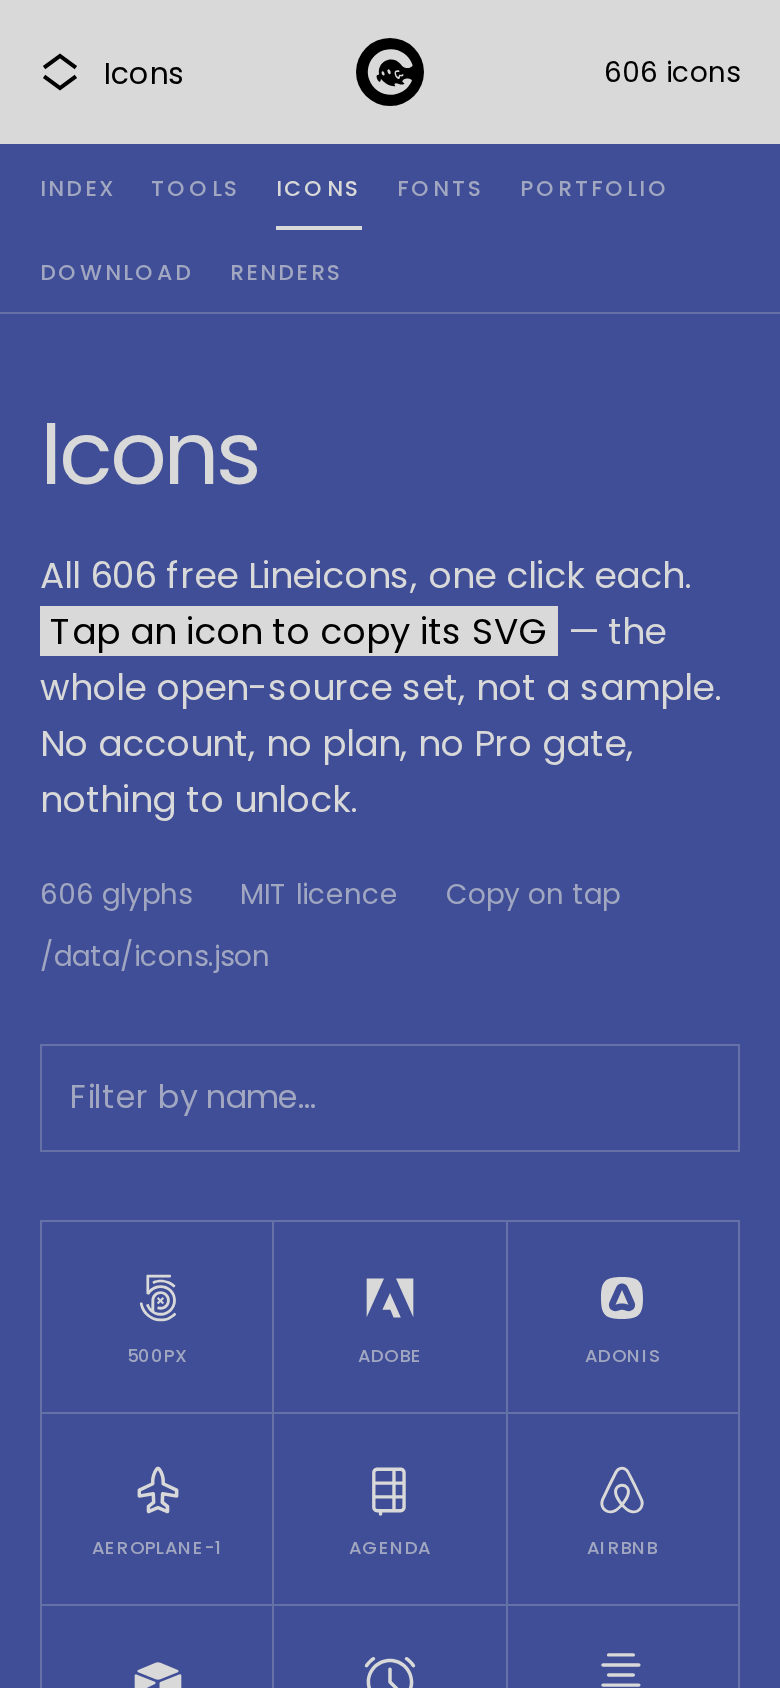 Icons
606 icons
INDEX TOOLS ICONS FONTS PORTFOLIO
DOWNLOAD RENDERS
Icons
All 606 free Lineicons, one click each.
Tap an icon to copy its SVG — the
whole open-source set, not a sample.
No account, no plan, no Pro gate,
nothing to unlock.
606 glyphs MIT licence Copy on tap
/data/icons.json
Filter by name...
500PX ADOBE ADONIS
AEROPLANE-1 AGENDA AIRBNB